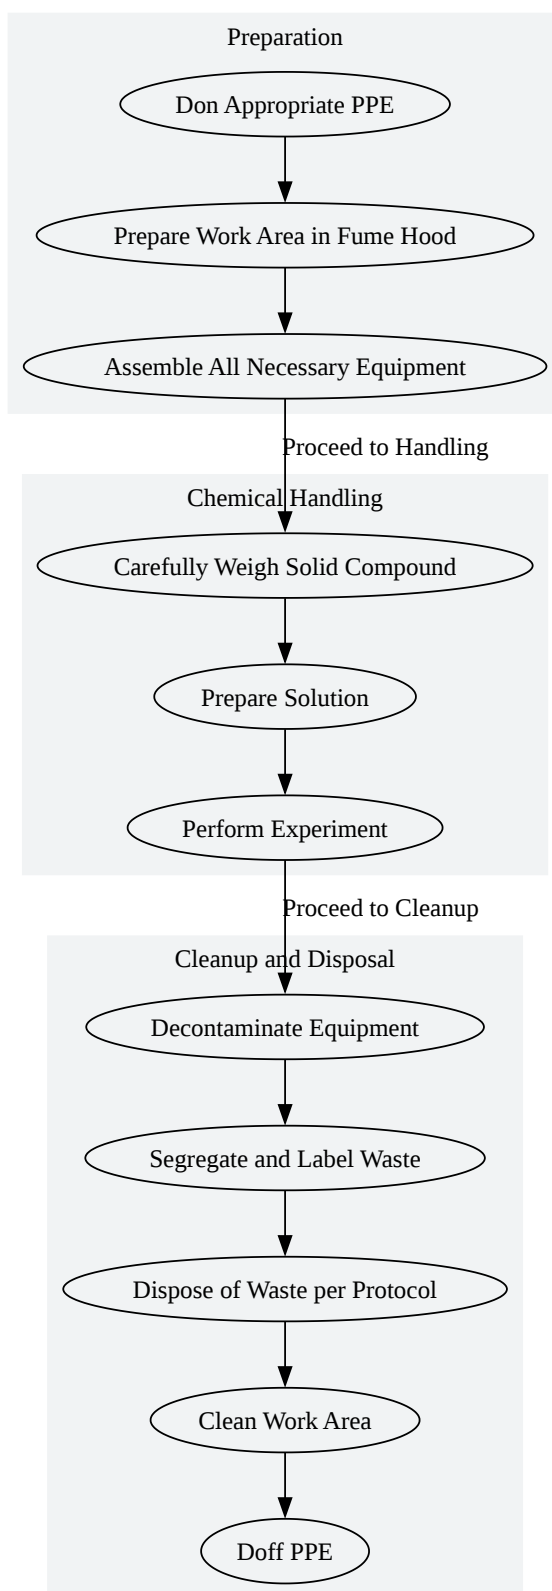 Preparation
Don Appropriate PPE
Prepare Work Area in Fume Hood
Assemble All Necessary Equipment
Proceed to Handling
Chemical Handling
Carefully Weigh Solid Compound
Prepare Solution
Perform Experiment
Proceed to Cleanup
Cleanup and Disposal
Decontaminate Equipment
Segregate and Label Waste
Dispose of Waste per Protocol
Clean Work Area
Doff PPE